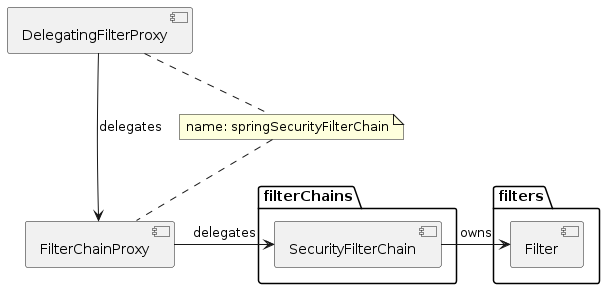 DelegatingFilterProxy
delegates
name: springSecurityFilterChain
filterChains
filters
FilterChainProxy
delegates
SecurityFilterChain
owns
Filter